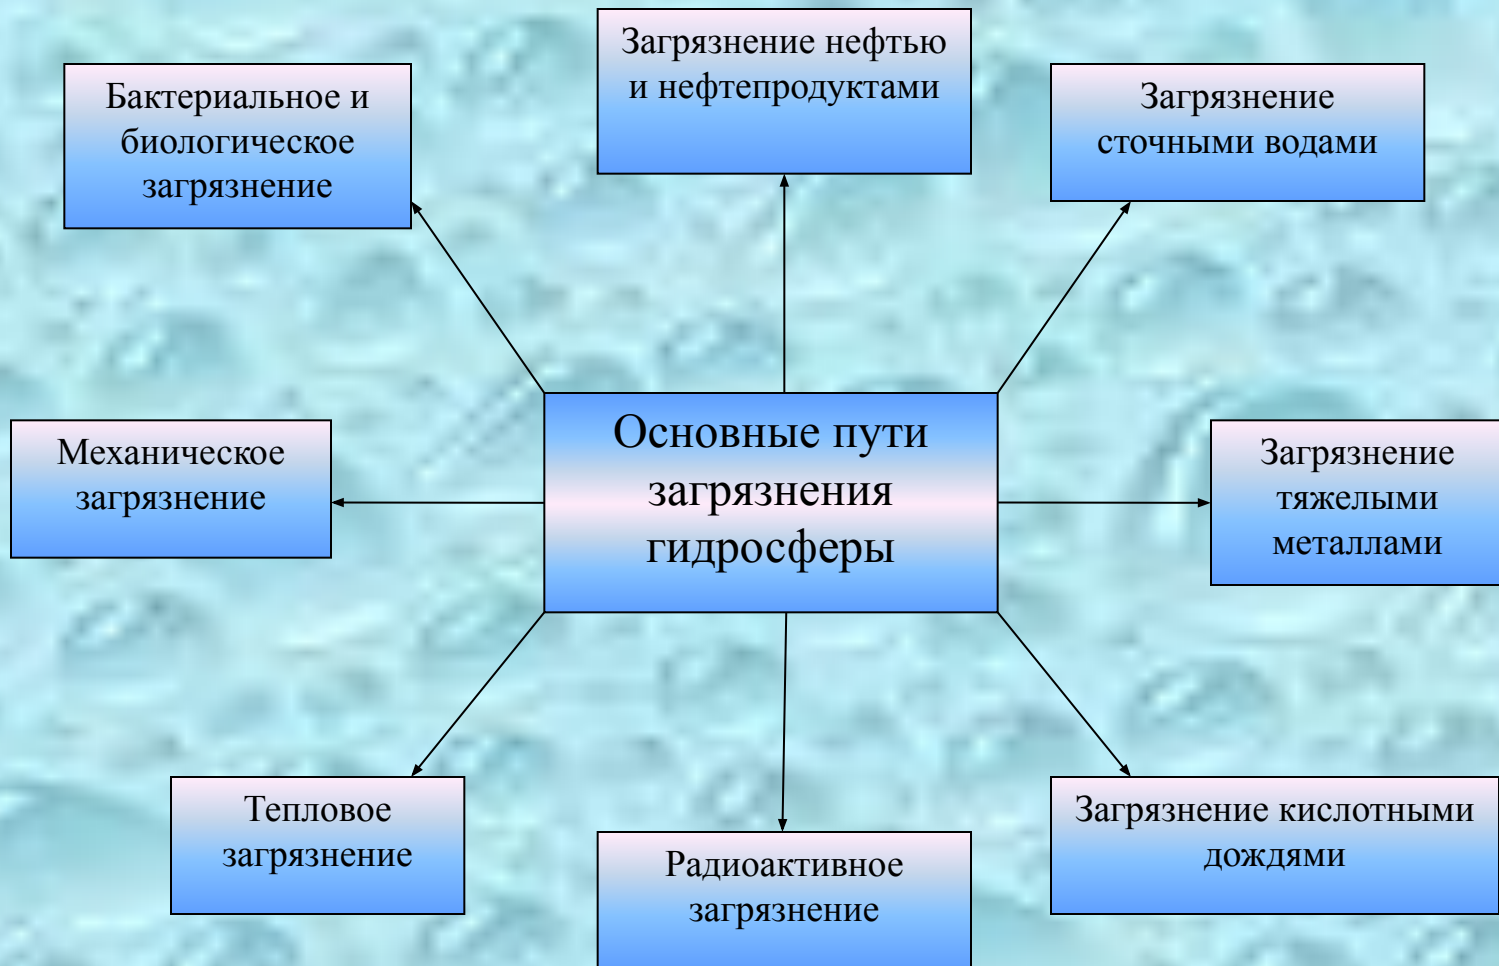 Загрязнение нефтью
и нефтепродуктами
Бактериальное и
биологическое
загрязнение
Загрязнение
сточными водами
Механическое
загрязнение
Основные пути
загрязнения
гидросферы
Загрязнение
тяжелыми
металлами
Тепловое
загрязнение
Радиоактивное
загрязнение
Загрязнение кислотными
дождями